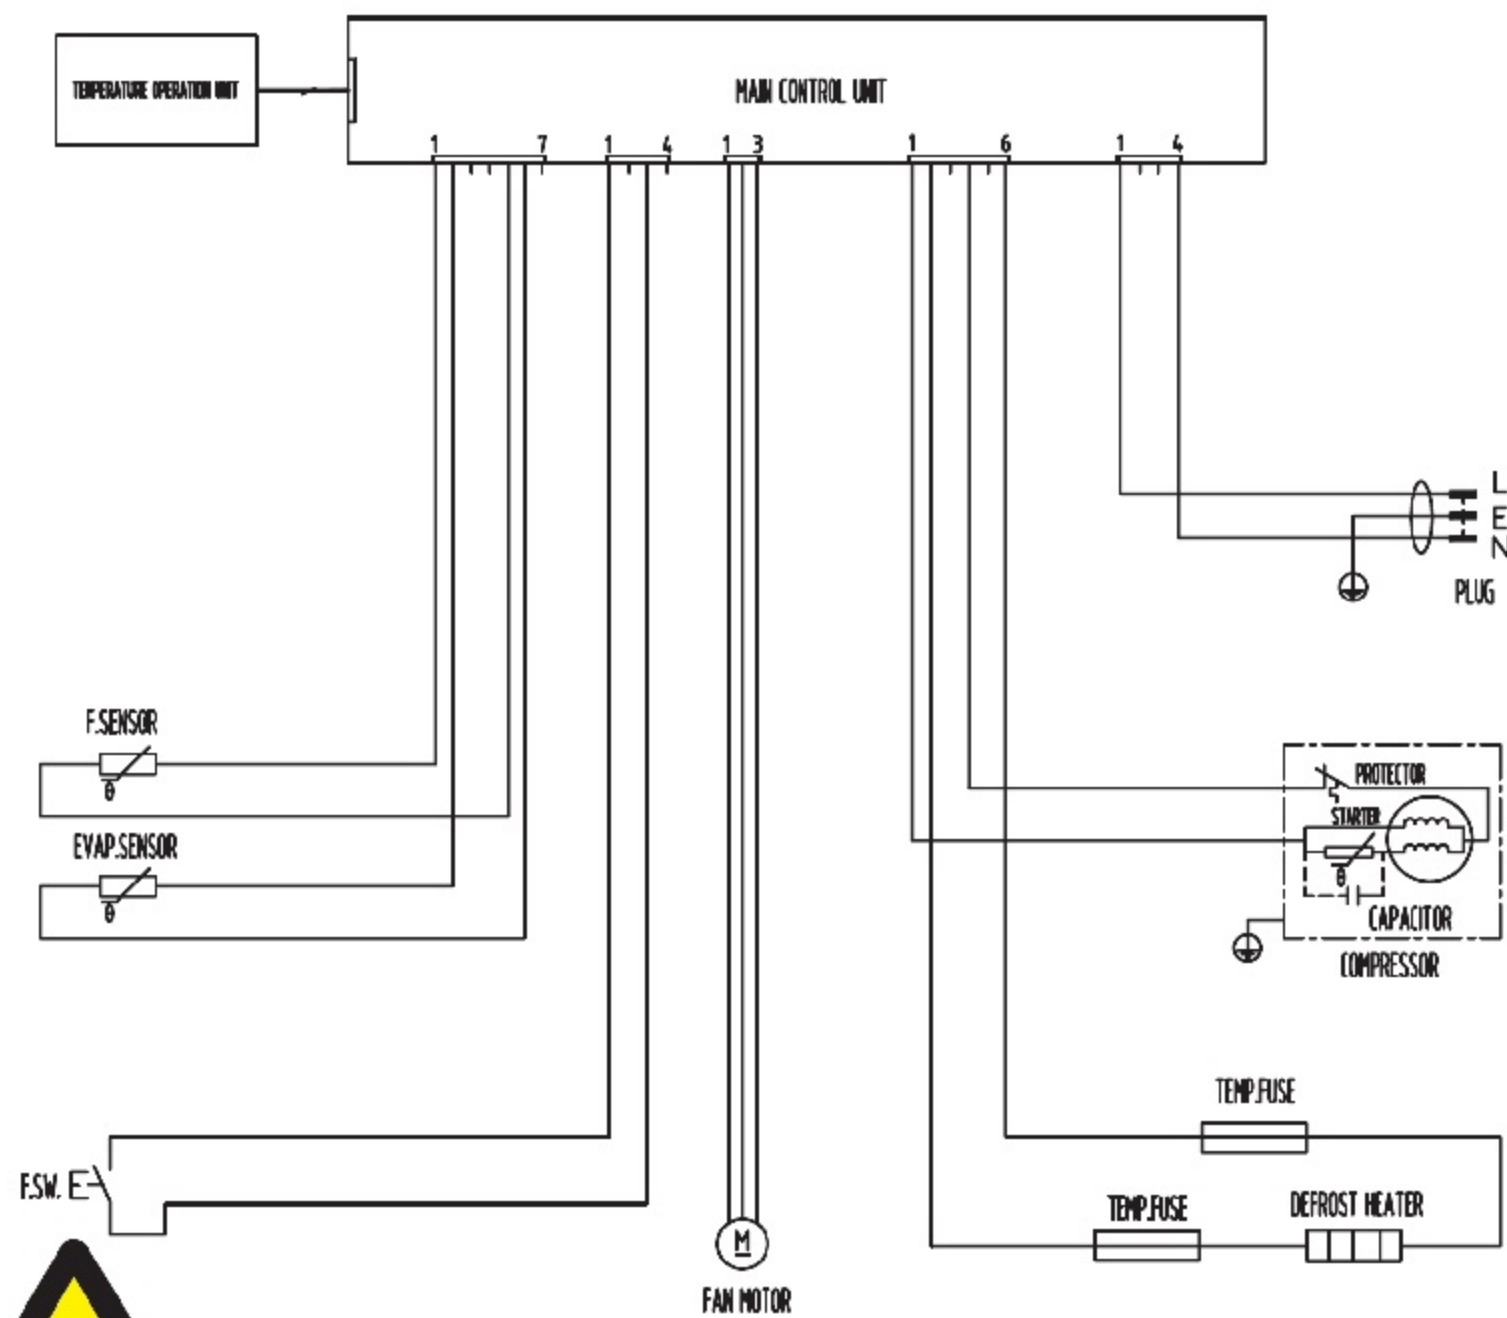 TEMPERATURE OPERATION UNIT
MAIN CONTROL UNIT
1 7 1 4 1 3 1 6 1 4
L
E
N
PLUG
F.SENSOR
θ
EVAP.SENSOR
θ
PROTECTOR
STARTER
θ
CAPACITOR
COMPRESSOR
TEMP.FUSE
F.SW.
TEMP.FUSE
DEFROST HEATER
M
FAN MOTOR